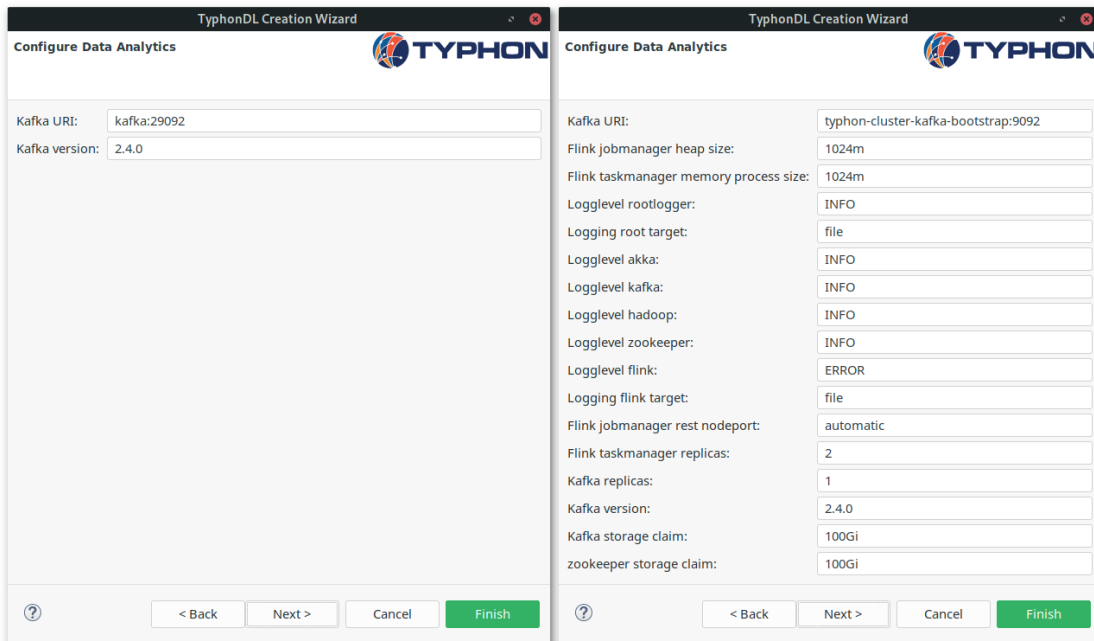 TyphonDL Creation Wizard
Configure Data Analytics
TYPHON
Kafka URI: kafka:29092
Kafka version: 2.4.0
< Back Next > Cancel Finish
TyphonDL Creation Wizard
Configure Data Analytics
TYPHON
Kafka URI: typhon-cluster-kafka-bootstrap:9092
Flink jobmanager heap size: 1024m
Flink taskmanager memory process size: 1024m
Logglevel rootlogger: INFO
Logging root target: file
Logglevel akka: INFO
Logglevel kafka: INFO
Logglevel hadoop: INFO
Logglevel zookeeper: INFO
Logglevel flink: ERROR
Logging flink target: file
Flink jobmanager rest nodeport: automatic
Flink taskmanager replicas: 2
Kafka replicas: 1
Kafka version: 2.4.0
Kafka storage claim: 100Gi
zookeeper storage claim: 100Gi
< Back Next > Cancel Finish